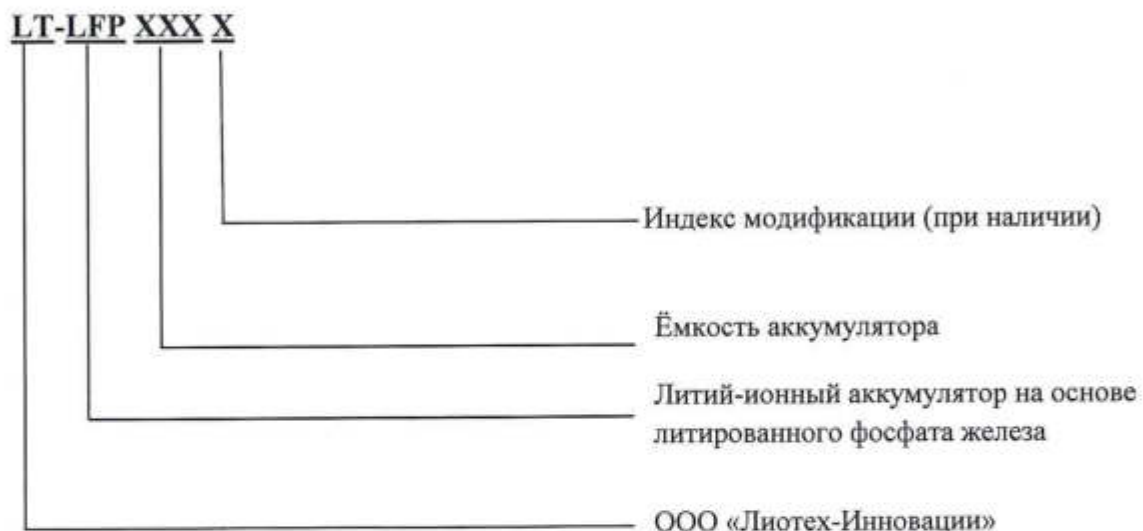 LT-LFP XXX X
Индекс модификации (при наличии)
Ёмкость аккумулятора
Литий-ионный аккумулятор на основе
литированного фосфата железа
ООО «Лиотех-Инновации»